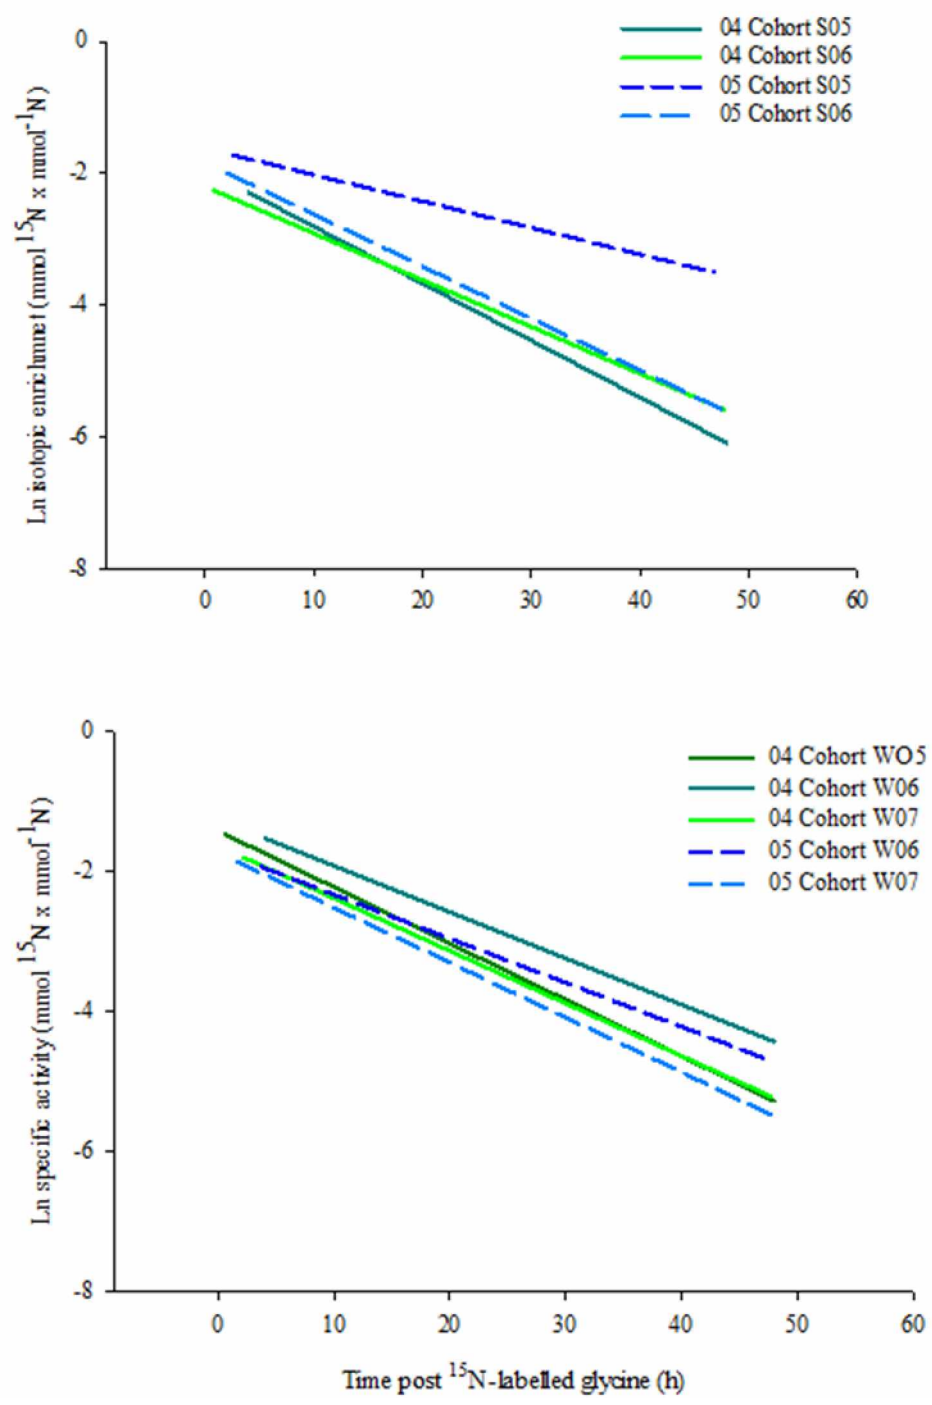 04 Cohort S05
04 Cohort S06
05 Cohort S05
05 Cohort S06
0
-2
-4
-6
-8
Ln isotopic enrichmnet (mmol ¹⁵N x mmol⁻¹N)
0 10 20 30 40 50 60
04 Cohort WO5
04 Cohort W06
04 Cohort W07
05 Cohort W06
05 Cohort W07
0
-2
-4
-6
-8
Ln specific activity (mmol ¹⁵N x mmol⁻¹N)
0 10 20 30 40 50 60
Time post ¹⁵N-labelled glycine (h)